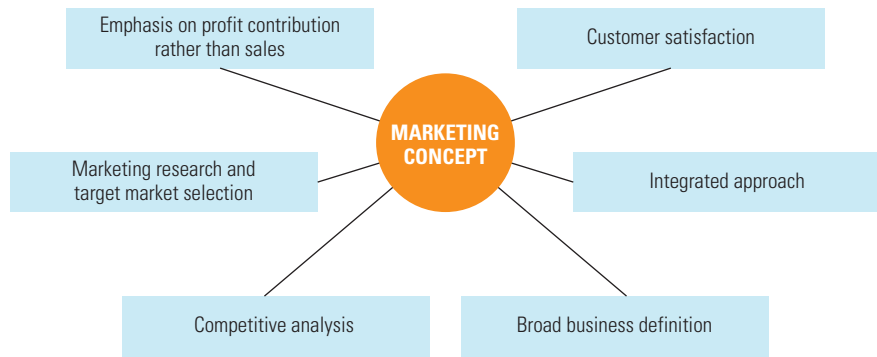 Emphasis on profit contribution
rather than sales
Customer satisfaction
MARKETING
CONCEPT
Marketing research and
target market selection
Integrated approach
Competitive analysis
Broad business definition